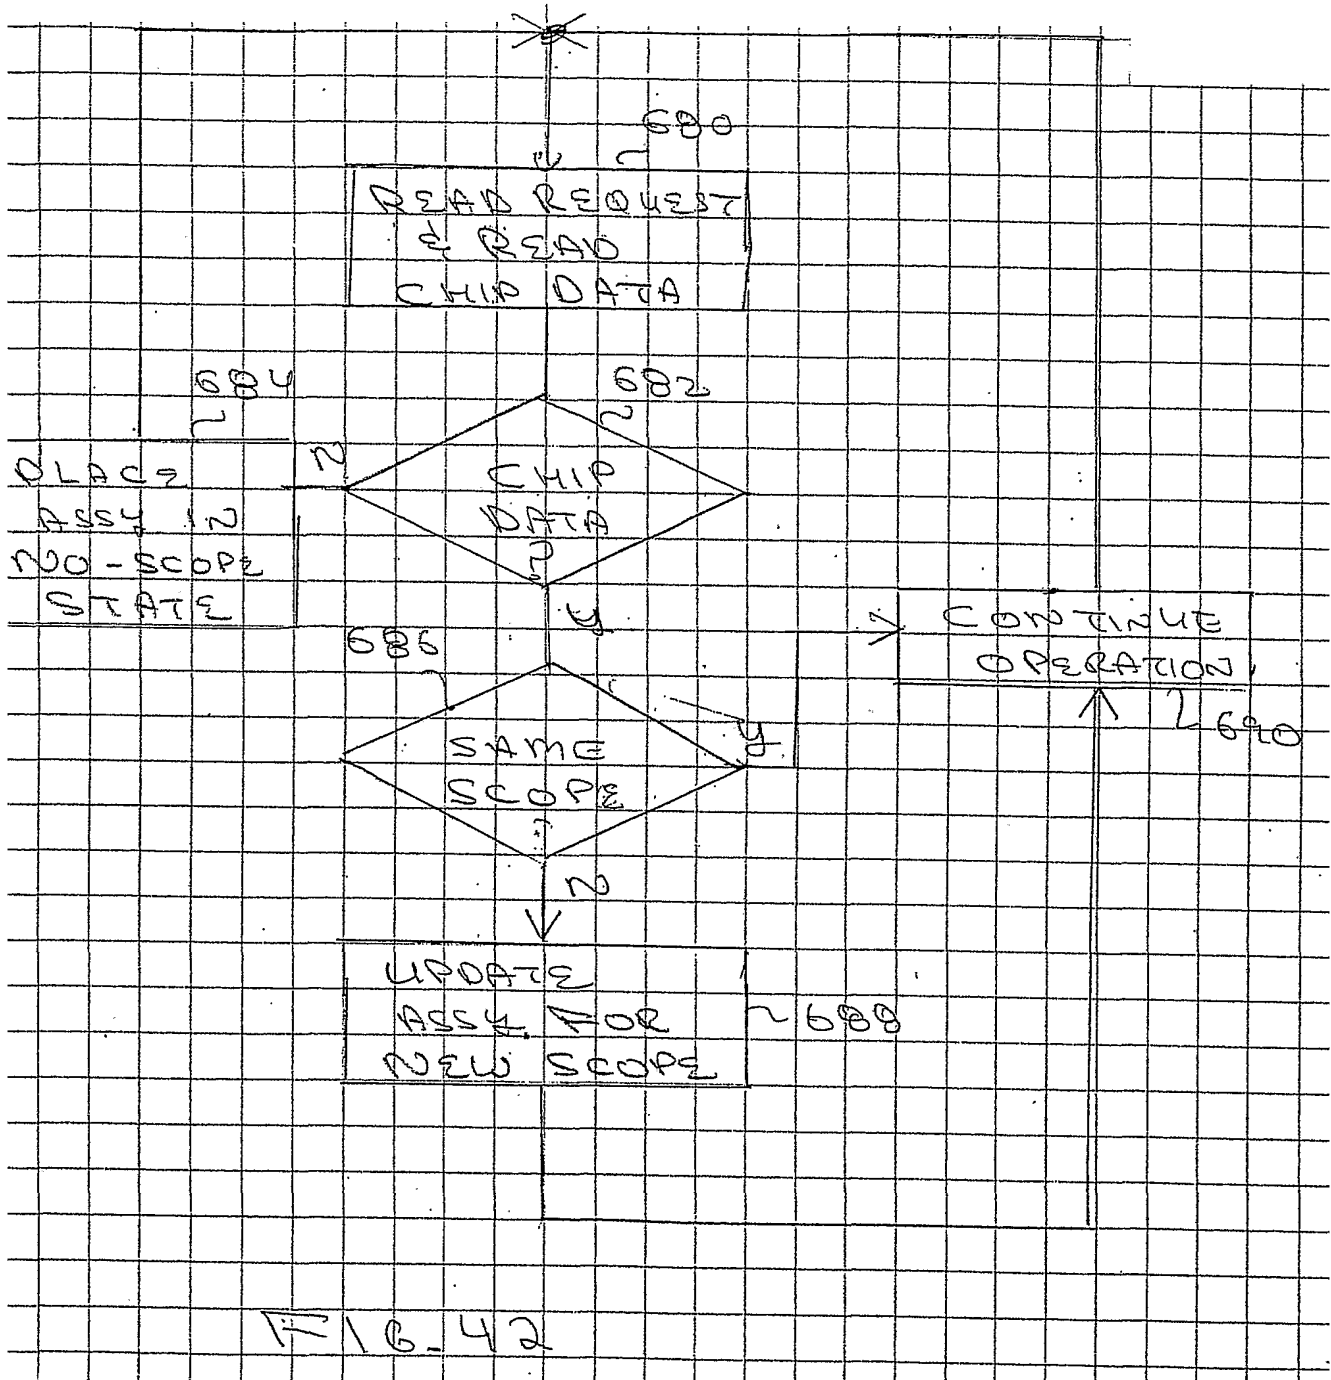 680
READ REQUEST
& READ
CHIP DATA
684
682
PLACE
ASSY IN
NO-SCOPE
STATE
N
CHIP
DATA
?
Y
686
SAME
SCOPE
?
Y
N
CONTINUE
OPERATION
690
UPDATE
ASSY. FOR
NEW SCOPE
688
FIG. 42